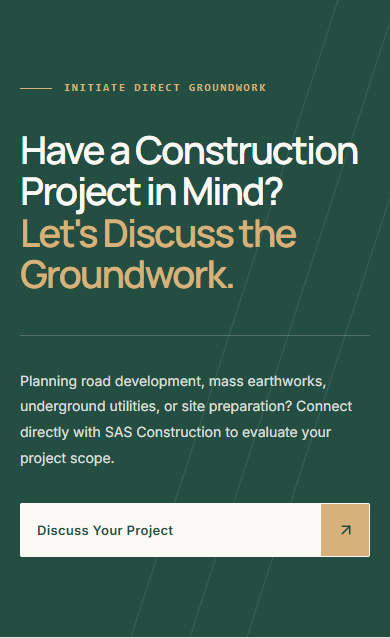 INITIATE DIRECT GROUNDWORK
Have a Construction
Project in Mind?
Let's Discuss the
Groundwork.
Planning road development, mass earthworks,
underground utilities, or site preparation? Connect
directly with SAS Construction to evaluate your
project scope.
Discuss Your Project